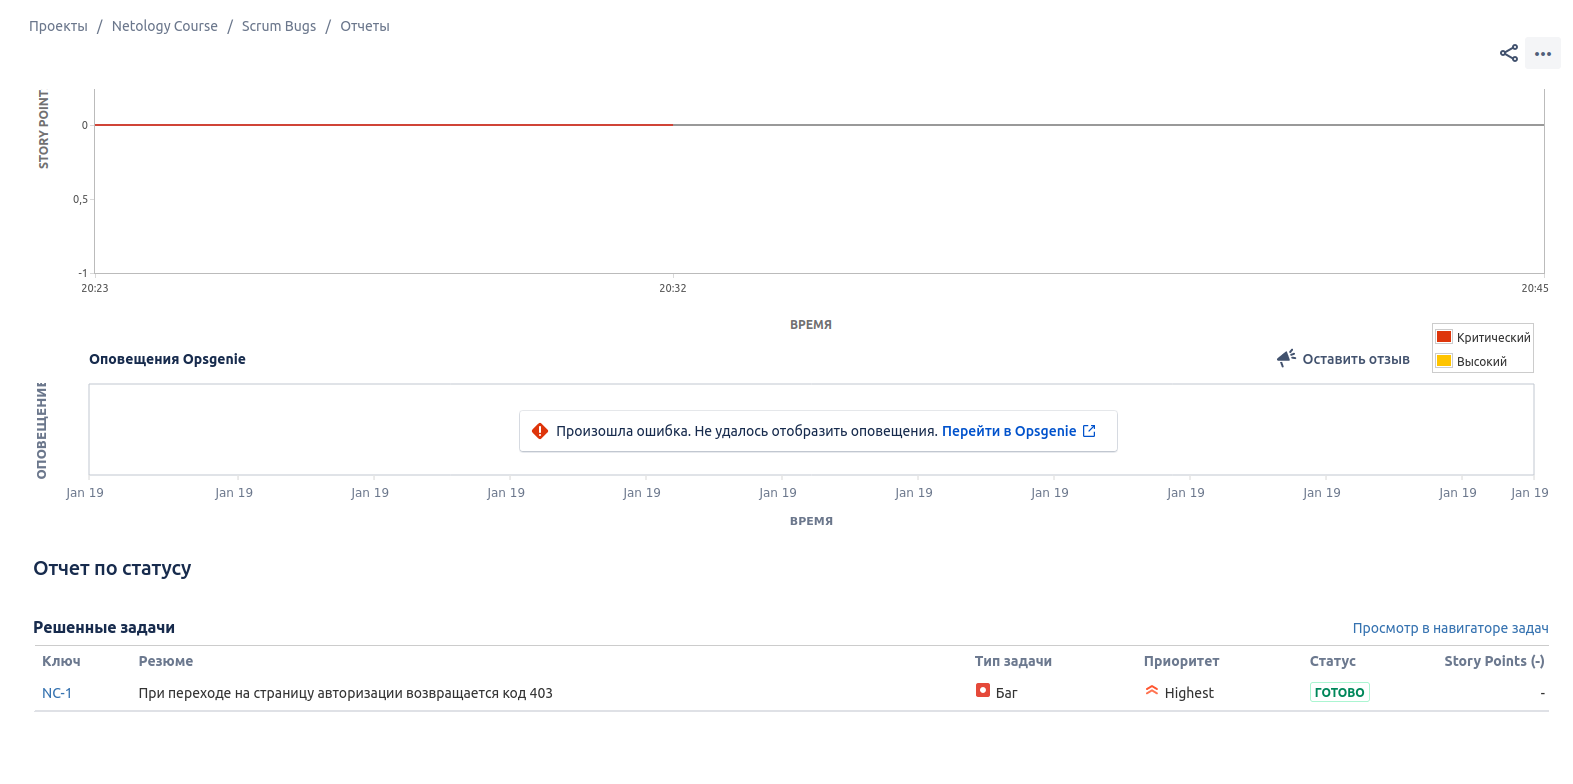 Проекты / Netology Course / Scrum Bugs / Отчеты
STORY POINT
0
0,5
-1
20:23 20:32 20:45
ВРЕМЯ
Критический
Высокий
Оповещения Opsgenie
Оставить отзыв
ОПОВЕЩЕНИЕ
Произошла ошибка. Не удалось отобразить оповещения. Перейти в Opsgenie
Jan 19 Jan 19 Jan 19 Jan 19 Jan 19 Jan 19 Jan 19 Jan 19 Jan 19 Jan 19 Jan 19 Jan 19
ВРЕМЯ
Отчет по статусу
Решенные задачи Просмотр в навигаторе задач
Ключ Резюме Тип задачи Приоритет Статус Story Points (-)
NC-1 При переходе на страницу авторизации возвращается код 403 Баг Highest ГОТОВО -